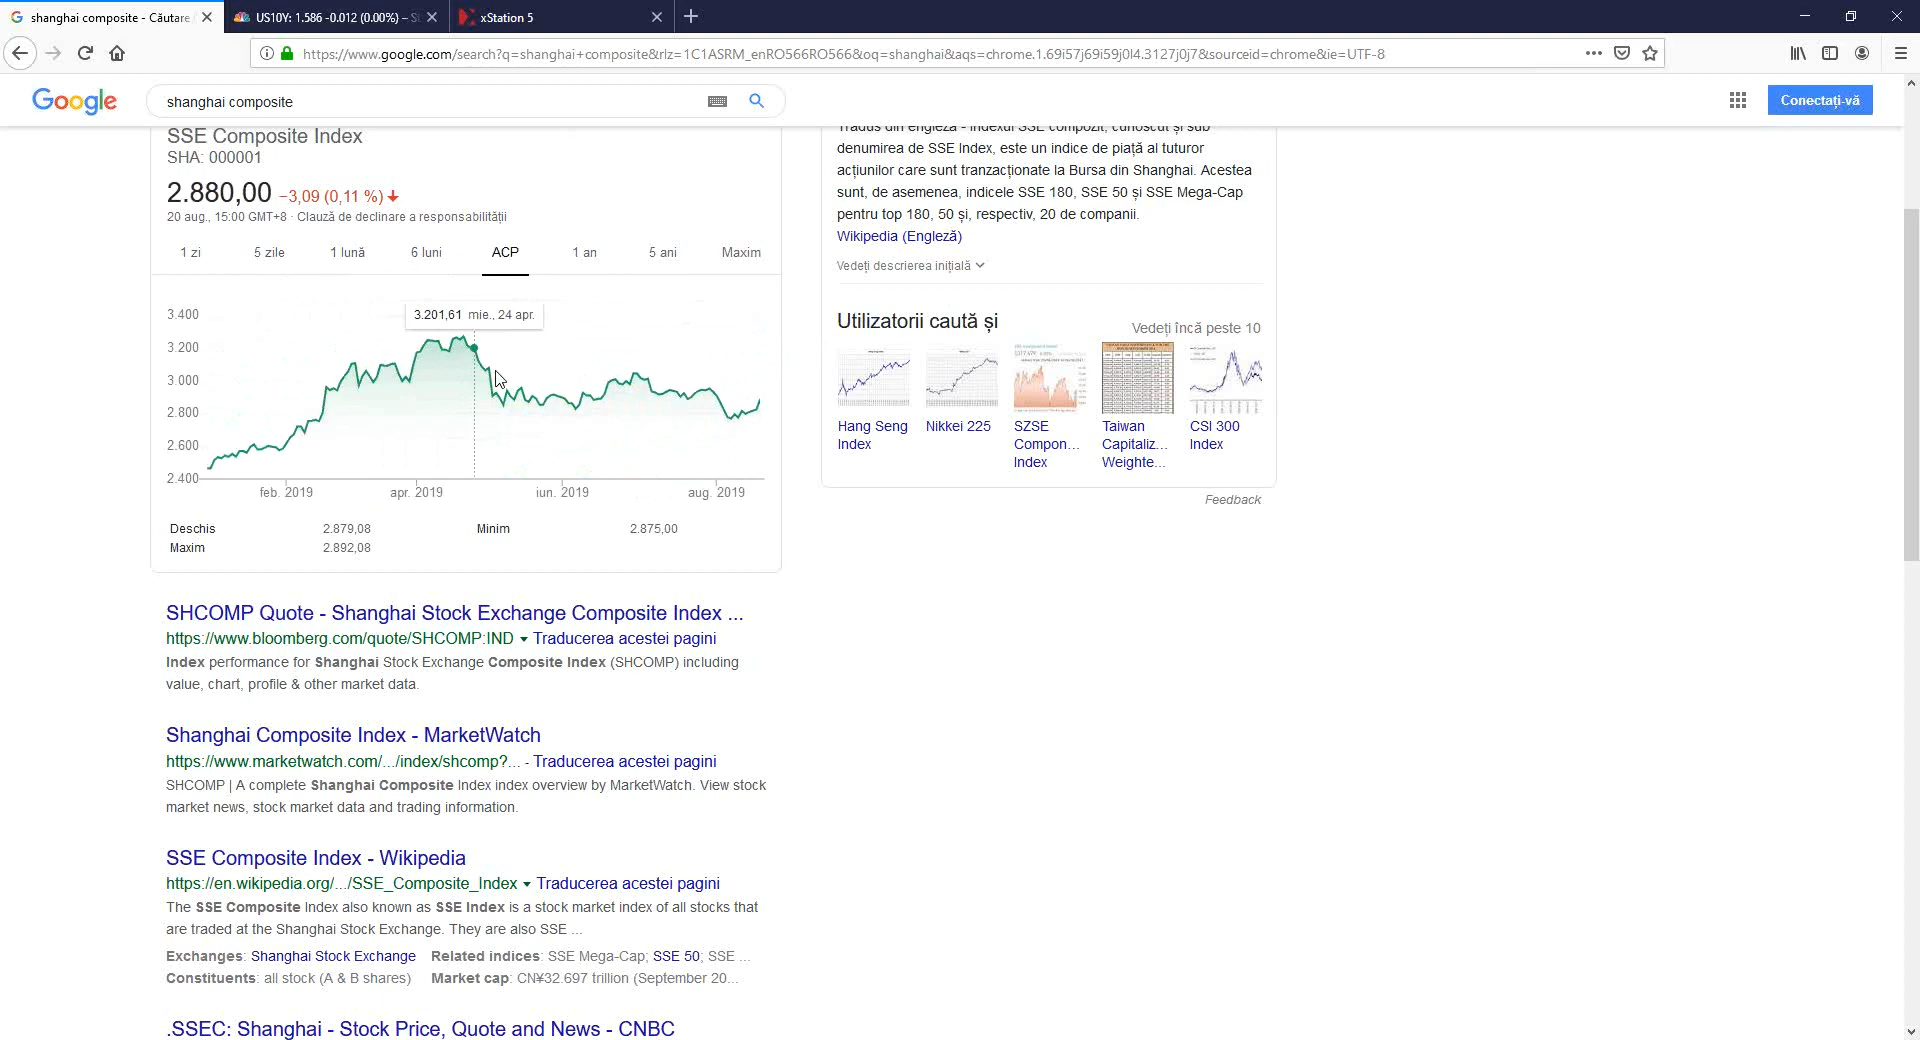 shanghai composite - Căutare
US10Y: 1.586 -0.012 (0.00%) – S
xStation 5
https://www.google.com/search?q=shanghai+composite&rlz=1C1ASRM_enRO566RO566&oq=shanghai&aqs=chrome.1.69i57j69i59j0l4.3127j0j7&sourceid=chrome&ie=UTF-8
Google
shanghai composite
Conectați-vă
SSE Composite Index
SHA: 000001
2.880,00 −3,09 (0,11 %)
20 aug., 15:00 GMT+8 · Clauză de declinare a responsabilității
1 zi 5 zile 1 lună 6 luni ACP 1 an 5 ani Maxim
3.201,61 mie., 24 apr.
3.400
3.200
3.000
2.800
2.600
2.400
feb. 2019 apr. 2019 iun. 2019 aug. 2019
Deschis 2.879,08 Minim 2.875,00
Maxim 2.892,08
Tradus din engleză - Indexul SSE compozit, cunoscut și sub
denumirea de SSE Index, este un indice de piață al tuturor
acțiunilor care sunt tranzacționate la Bursa din Shanghai. Acestea
sunt, de asemenea, indicele SSE 180, SSE 50 și SSE Mega-Cap
pentru top 180, 50 și, respectiv, 20 de companii.
Wikipedia (Engleză)
Vedeți descrierea inițială
Utilizatorii caută și
Vedeți încă peste 10
Hang Seng
Index
Nikkei 225
SZSE
Compon...
Index
Taiwan
Capitaliz...
Weighte...
CSI 300
Index
Feedback
SHCOMP Quote - Shanghai Stock Exchange Composite Index ...
https://www.bloomberg.com/quote/SHCOMP:IND Traducerea acestei pagini
Index performance for Shanghai Stock Exchange Composite Index (SHCOMP) including
value, chart, profile & other market data.
Shanghai Composite Index - MarketWatch
https://www.marketwatch.com/.../index/shcomp?... - Traducerea acestei pagini
SHCOMP | A complete Shanghai Composite Index index overview by MarketWatch. View stock
market news, stock market data and trading information.
SSE Composite Index - Wikipedia
https://en.wikipedia.org/.../SSE_Composite_Index Traducerea acestei pagini
The SSE Composite Index also known as SSE Index is a stock market index of all stocks that
are traded at the Shanghai Stock Exchange. They are also SSE ...
Exchanges: Shanghai Stock Exchange Related indices: SSE Mega-Cap; SSE 50; SSE ...
Constituents: all stock (A & B shares) Market cap: CN¥32.697 trillion (September 20...
.SSEC: Shanghai - Stock Price, Quote and News - CNBC